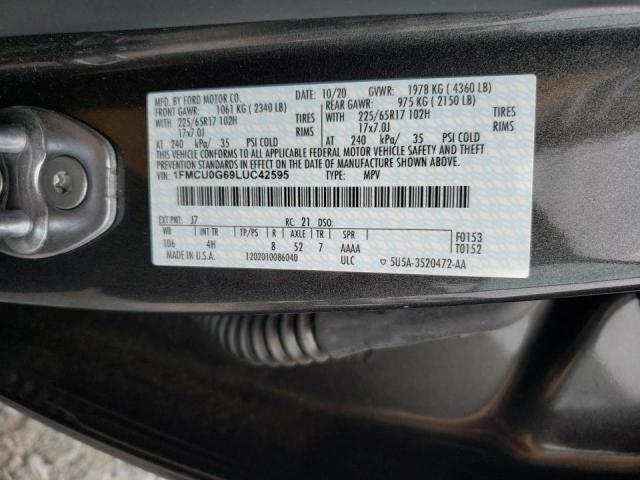 MFD. BY FORD MOTOR CO.
DATE: 10/20 GVWR: 1978 KG ( 4360 LB)
FRONT GAWR: 1061 KG ( 2340 LB) REAR GAWR: 975 KG ( 2150 LB)
WITH 225/65R17 102H TIRES WITH 225/65R17 102H TIRES
17x7.0J RIMS 17x7.0J RIMS
AT 240 kPa/ 35 PSI COLD AT 240 kPa/ 35 PSI COLD
THIS VEHICLE CONFORMS TO ALL APPLICABLE FEDERAL MOTOR VEHICLE SAFETY AND
THEFT PREVENTION STANDARDS IN EFFECT ON THE DATE OF MANUFACTURE SHOWN ABOVE.
VIN: 1FMCU0G69LUC42595 TYPE: MPV
EXT PNT: J7 RC: 21 DSO:
WB TP/PS R AXLE TR SPR F0153
106 4H 8 52 7 AAAA T0152
MADE IN U.S.A. 1202010086040 ULC ▽ 5U5A-3520472-AA